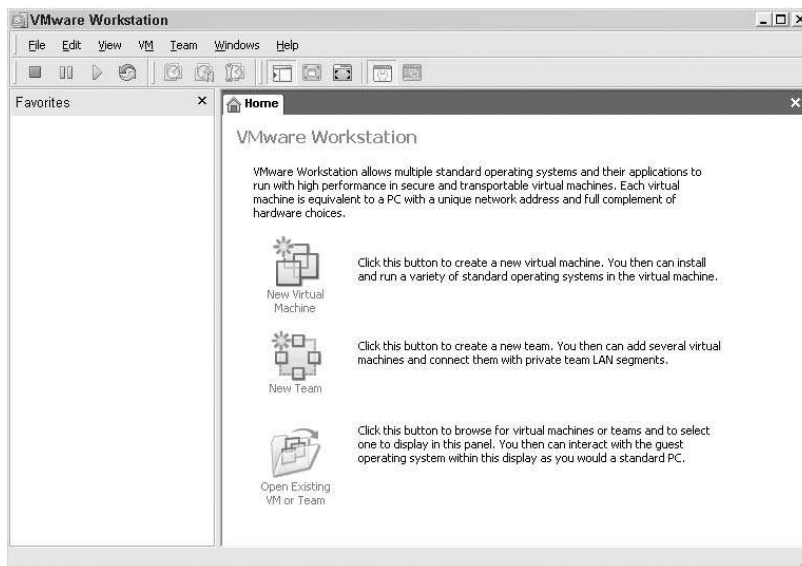 VMware Workstation
File Edit View VM Team Windows Help
Favorites
Home
VMware Workstation
VMware Workstation allows multiple standard operating systems and their applications to
run with high performance in secure and transportable virtual machines. Each virtual
machine is equivalent to a PC with a unique network address and full complement of
hardware choices.
New Virtual
Machine
Click this button to create a new virtual machine. You then can install
and run a variety of standard operating systems in the virtual machine.
New Team
Click this button to create a new team. You then can add several virtual
machines and connect them with private team LAN segments.
Open Existing
VM or Team
Click this button to browse for virtual machines or teams and to select
one to display in this panel. You then can interact with the guest
operating system within this display as you would a standard PC.